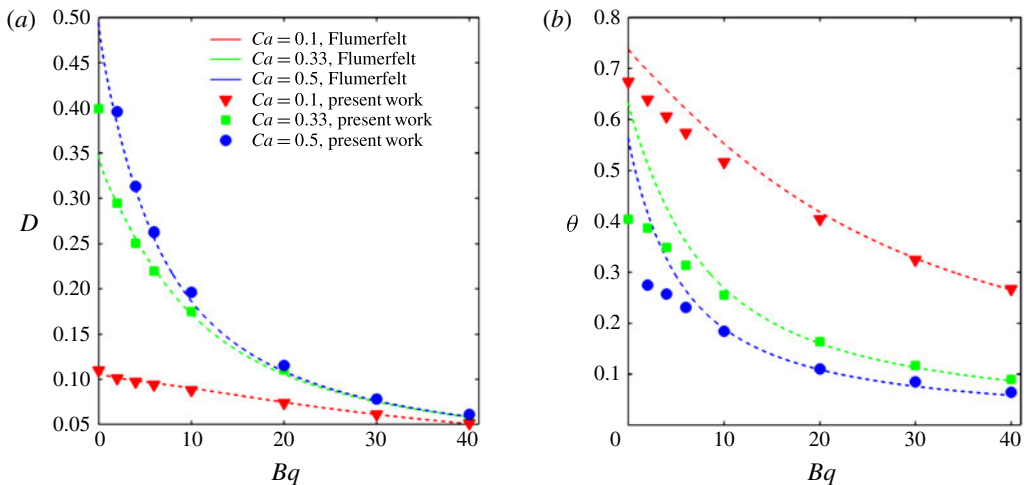 (a)
0.50
0.45
0.40
0.35
0.30
0.25
0.20
0.15
0.10
0.05
D
0
10
20
30
40
Bq
Ca = 0.1, Flumerfelt
Ca = 0.33, Flumerfelt
Ca = 0.5, Flumerfelt
Ca = 0.1, present work
Ca = 0.33, present work
Ca = 0.5, present work
(b)
0.8
0.7
0.6
0.5
0.4
0.3
0.2
0.1
θ
0
10
20
30
40
Bq